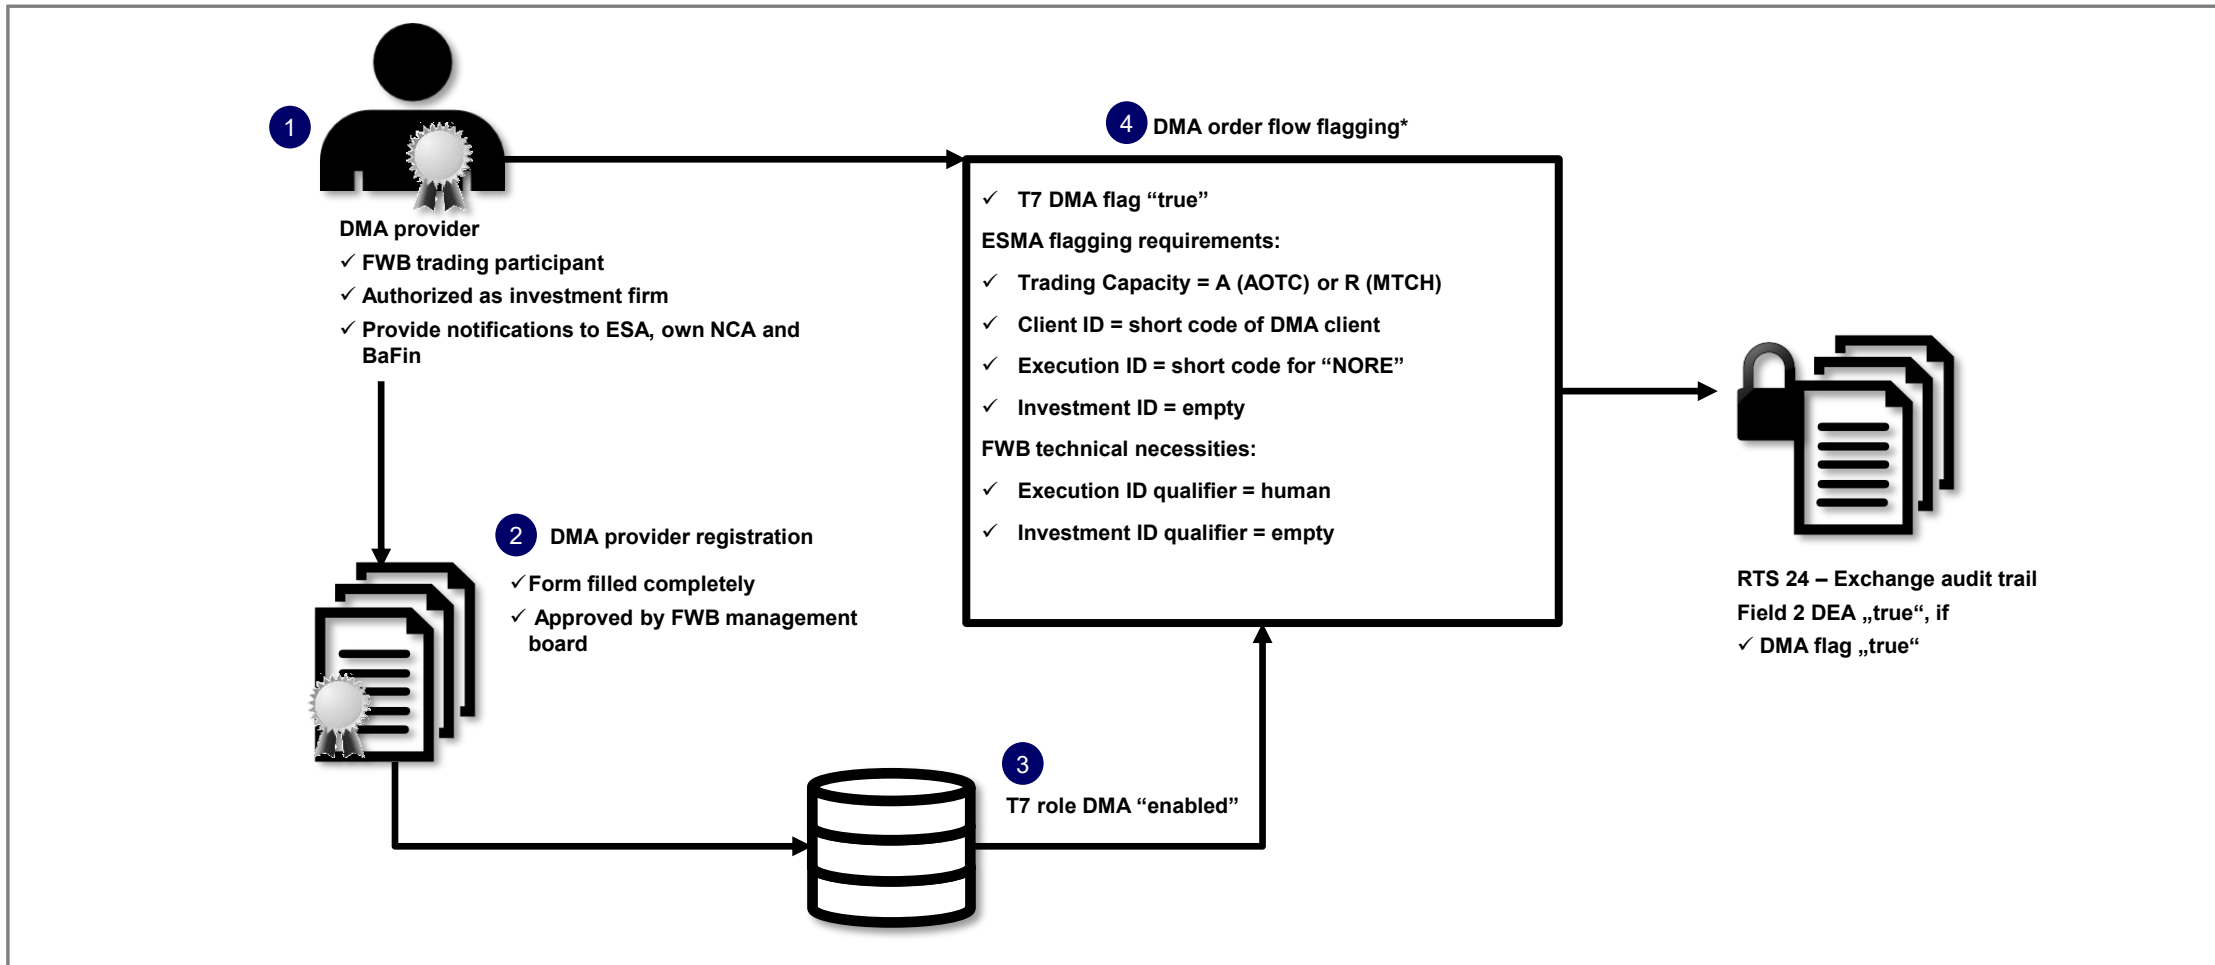 1
DMA provider
✓ FWB trading participant
✓ Authorized as investment firm
✓ Provide notifications to ESA, own NCA and
BaFin
2 DMA provider registration
✓ Form filled completely
✓ Approved by FWB management
board
3
T7 role DMA “enabled”
4 DMA order flow flagging*
✓ T7 DMA flag “true”
ESMA flagging requirements:
✓ Trading Capacity = A (AOTC) or R (MTCH)
✓ Client ID = short code of DMA client
✓ Execution ID = short code for “NORE”
✓ Investment ID = empty
FWB technical necessities:
✓ Execution ID qualifier = human
✓ Investment ID qualifier = empty
RTS 24 – Exchange audit trail
Field 2 DEA „true“, if
✓ DMA flag „true“